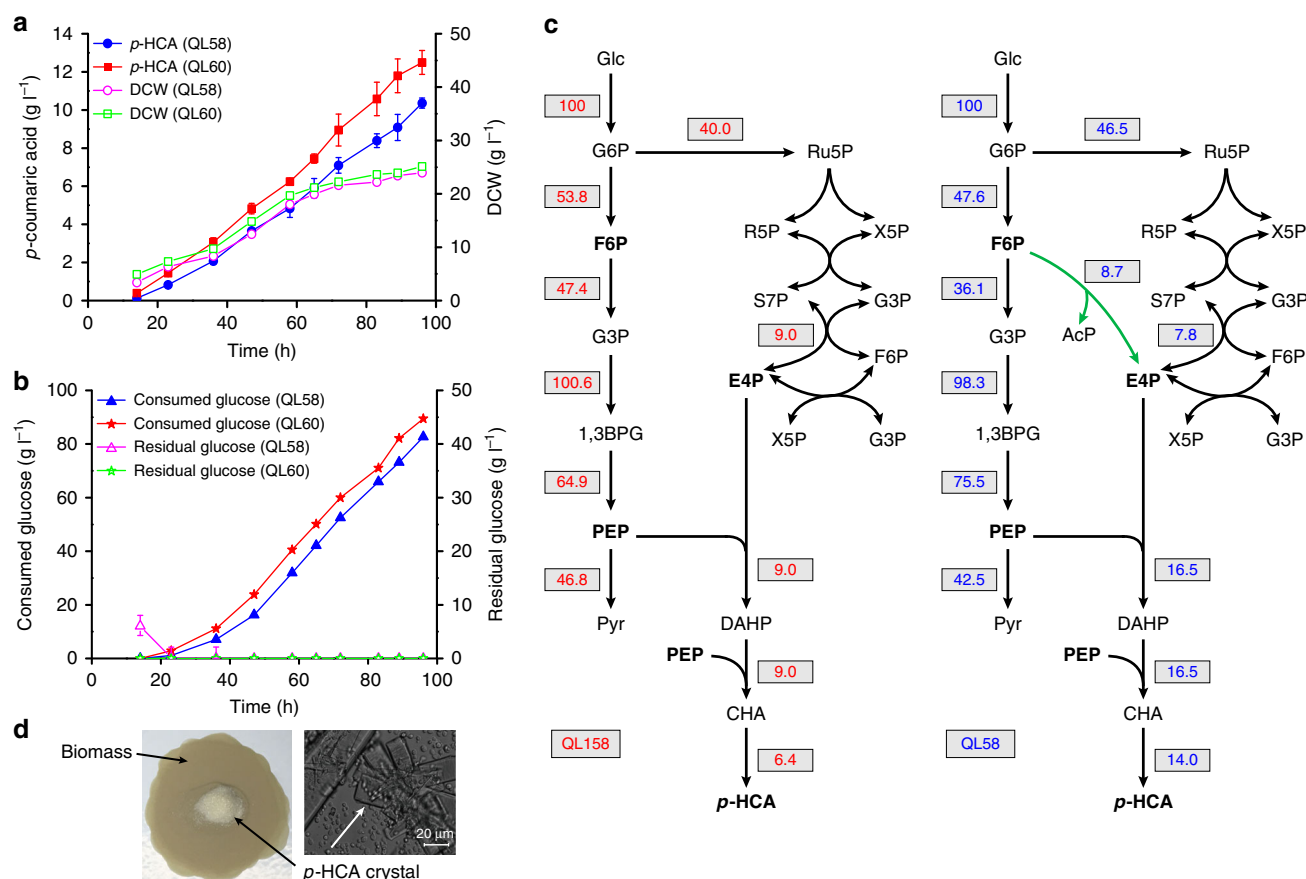 a
14
12
10
8
6
4
2
0
p-coumaric acid (g l⁻¹)
p-HCA (QL58)
p-HCA (QL60)
DCW (QL58)
DCW (QL60)
50
40
30
20
10
0
DCW (g l⁻¹)
0 20 40 60 80 100
Time (h)
b
100
80
60
40
20
0
Consumed glucose (g l⁻¹)
Consumed glucose (QL58)
Consumed glucose (QL60)
Residual glucose (QL58)
Residual glucose (QL60)
50
40
30
20
10
0
Residual glucose (g l⁻¹)
0 20 40 60 80 100
Time (h)
d
Biomass
p-HCA crystal
20 μm
c
Glc
100
40.0
G6P
Ru5P
53.8
R5P
X5P
F6P
47.4
S7P
G3P
G3P
9.0
F6P
100.6
E4P
1,3BPG
X5P
G3P
64.9
PEP
46.8
9.0
Pyr
DAHP
PEP
9.0
CHA
QL158
6.4
p-HCA
Glc
100
46.5
G6P
Ru5P
47.6
R5P
X5P
F6P
8.7
36.1
S7P
G3P
G3P
AcP
7.8
F6P
98.3
E4P
1,3BPG
X5P
G3P
75.5
PEP
42.5
16.5
Pyr
DAHP
PEP
16.5
CHA
QL58
14.0
p-HCA